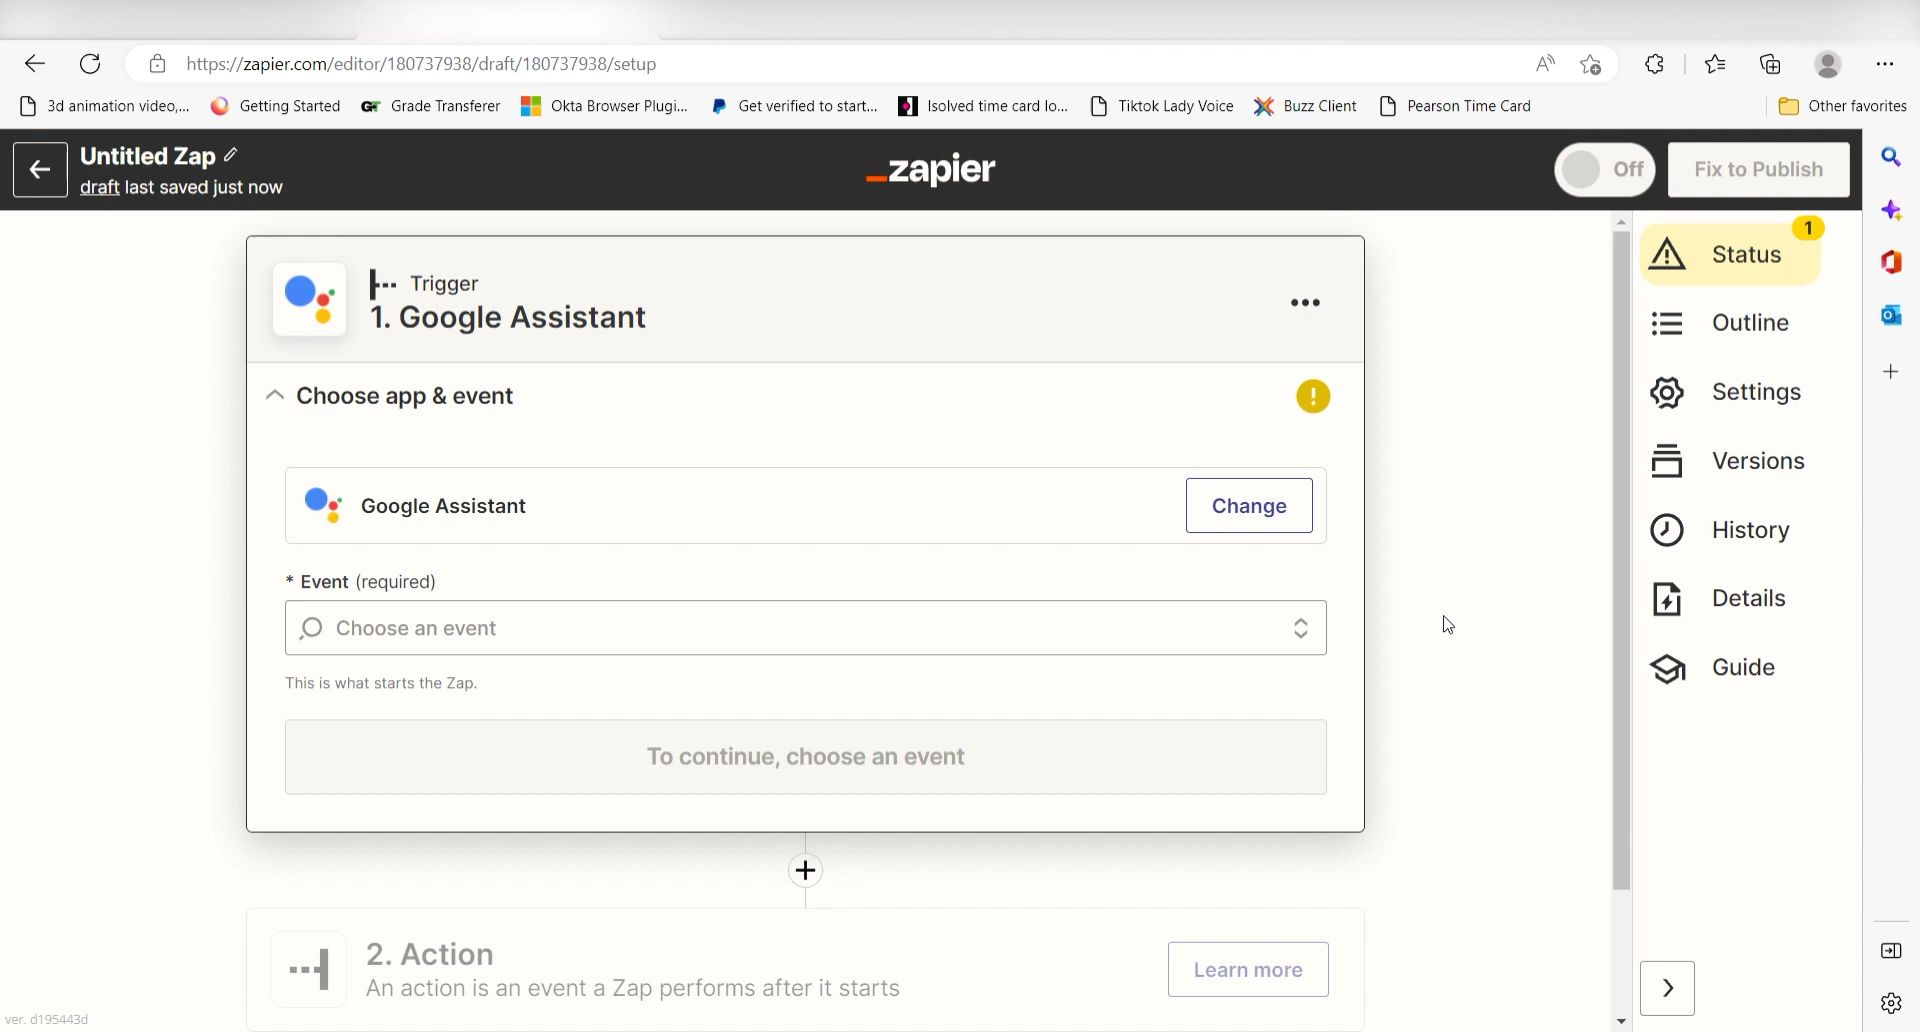 https://zapier.com/editor/180737938/draft/180737938/setup
3d animation video,...
Getting Started
GT Grade Transferer
Okta Browser Plugi...
Get verified to start...
Isolved time card lo...
Tiktok Lady Voice
Buzz Client
Pearson Time Card
Other favorites
Untitled Zap
draft last saved just now
_zapier
Off
Fix to Publish
1
Status
Outline
Settings
Versions
History
Details
Guide
Trigger
1. Google Assistant
Choose app & event
!
Google Assistant
Change
* Event (required)
Choose an event
This is what starts the Zap.
To continue, choose an event
2. Action
An action is an event a Zap performs after it starts
Learn more
ver. d195443d